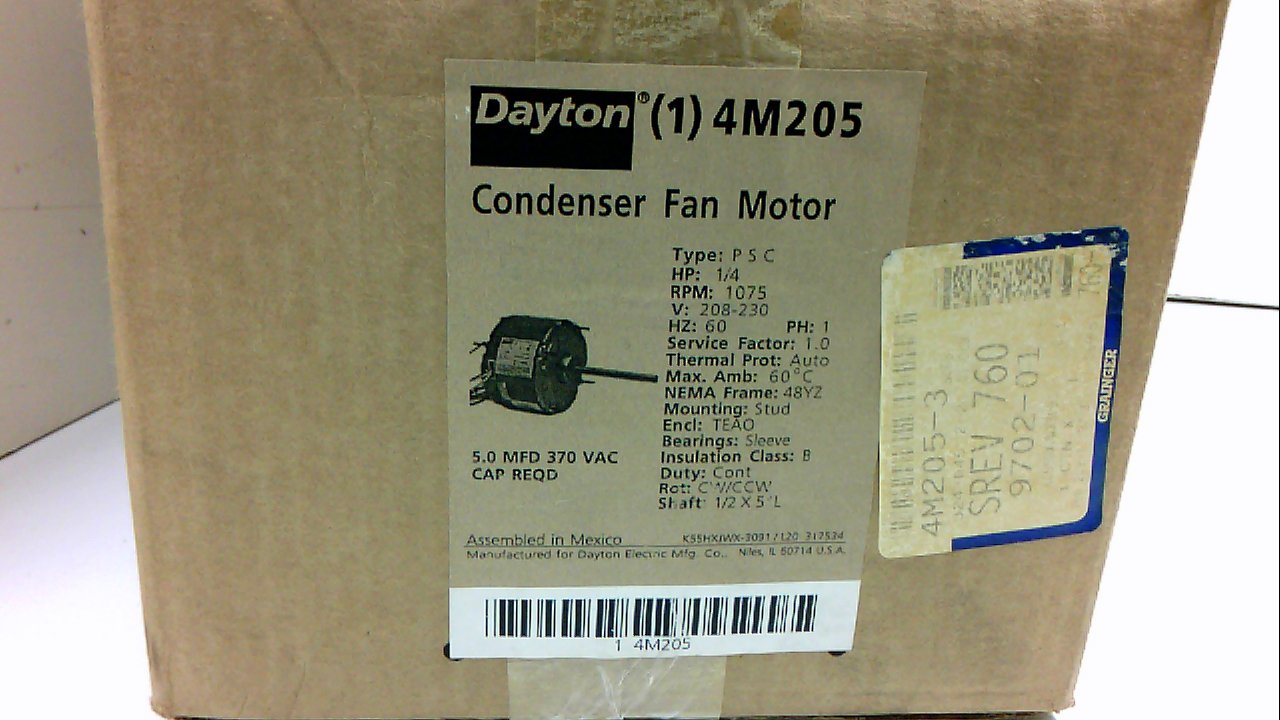 Dayton® (1) 4M205
Condenser Fan Motor
Type: PSC
HP: 1/4
RPM: 1075
V: 208-230
HZ: 60 PH: 1
Service Factor: 1.0
Thermal Prot: Auto
Max. Amb: 60°C
NEMA Frame: 48YZ
Mounting: Stud
Encl: TEAO
Bearings: Sleeve
Insulation Class: B
Duty: Cont
Rot: CW/CCW
Shaft: 1/2 X 5"L
5.0 MFD 370 VAC
CAP REQD
Assembled in Mexico 317534
Manufactured for Dayton Electric Mfg. Co., Niles, IL 60714 U.S.A.
1 4M205
4M205-3
SREV 760
9702-01
GRAINGER